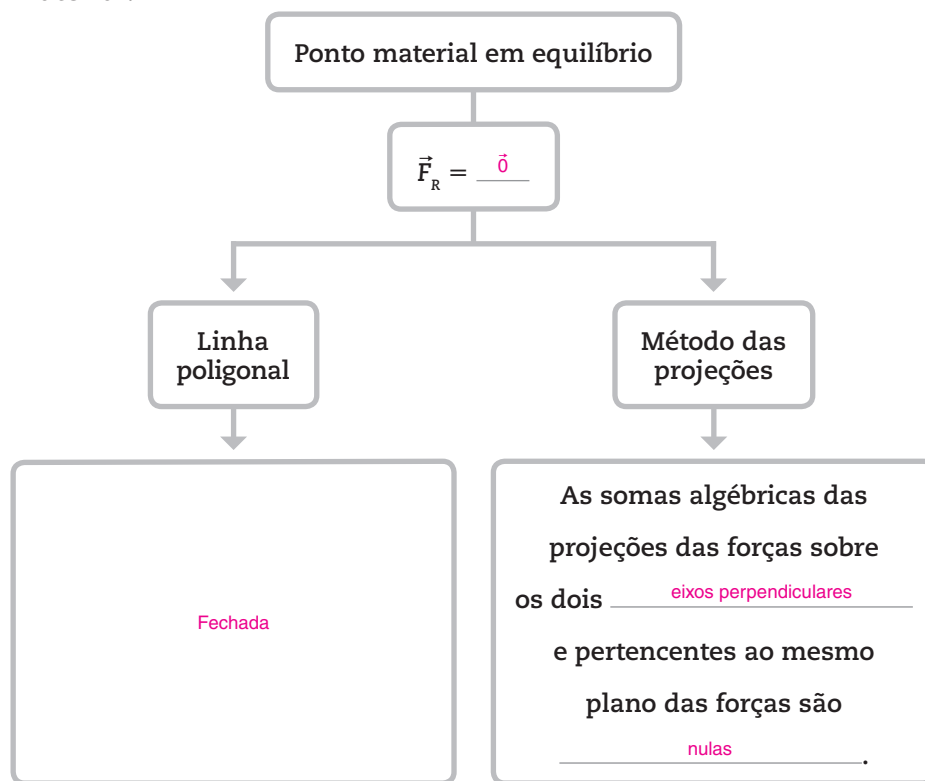 Ponto material em equilíbrio
F⃗_R = 0⃗
Linha
poligonal
Método das
projeções
Fechada
As somas algébricas das
projeções das forças sobre
os dois eixos perpendiculares
e pertencentes ao mesmo
plano das forças são
nulas.